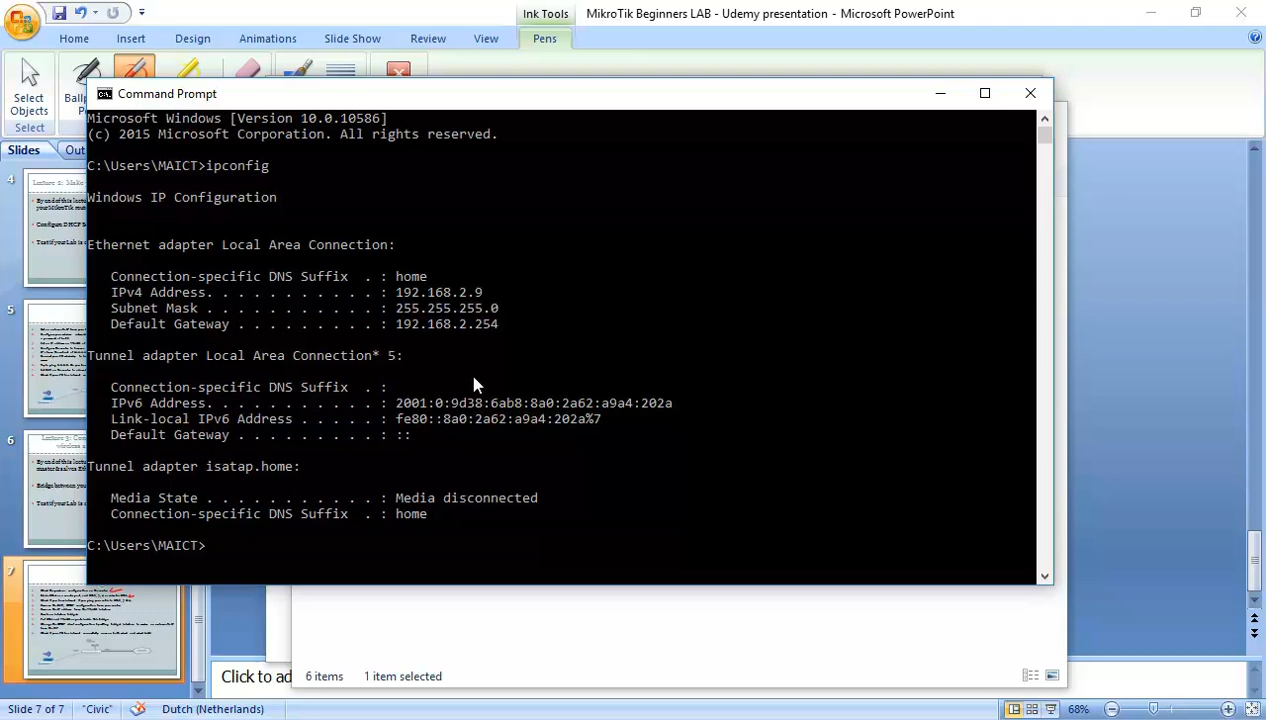 Ink Tools
MikroTik Beginners LAB - Udemy presentation - Microsoft PowerPoint
Home
Insert
Design
Animations
Slide Show
Review
View
Pens
Select
Objects
Select
Slides
Command Prompt
Microsoft Windows [Version 10.0.10586]
(c) 2015 Microsoft Corporation. All rights reserved.
C:\Users\MAICT>ipconfig
Windows IP Configuration
Ethernet adapter Local Area Connection:
Connection-specific DNS Suffix . : home
IPv4 Address. . . . . . . . . . . : 192.168.2.9
Subnet Mask . . . . . . . . . . . : 255.255.255.0
Default Gateway . . . . . . . . . : 192.168.2.254
Tunnel adapter Local Area Connection* 5:
Connection-specific DNS Suffix . :
IPv6 Address. . . . . . . . . . . : 2001:0:9d38:6ab8:8a0:2a62:a9a4:202a
Link-local IPv6 Address . . . . . : fe80::8a0:2a62:a9a4:202a%7
Default Gateway . . . . . . . . . : ::
Tunnel adapter isatap.home:
Media State . . . . . . . . . . . : Media disconnected
Connection-specific DNS Suffix . : home
C:\Users\MAICT>
4
5
6
7
6 items
1 item selected
Click to ad
Slide 7 of 7
"Civic"
Dutch (Netherlands)
68%